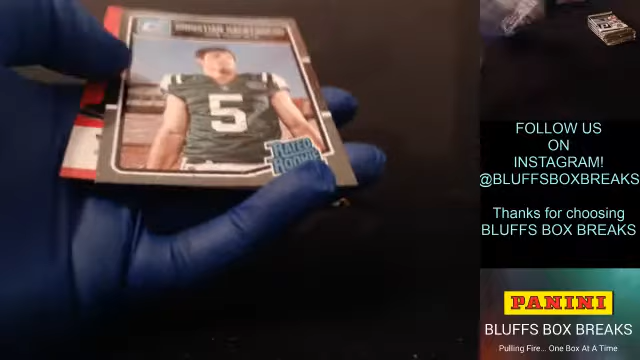 5
RATED
ROOKIE
FOLLOW US
ON
INSTAGRAM!
@BLUFFSBOXBREAKS
Thanks for choosing
BLUFFS BOX BREAKS
PANINI
BLUFFS BOX BREAKS
Pulling Fire... One Box At A Time